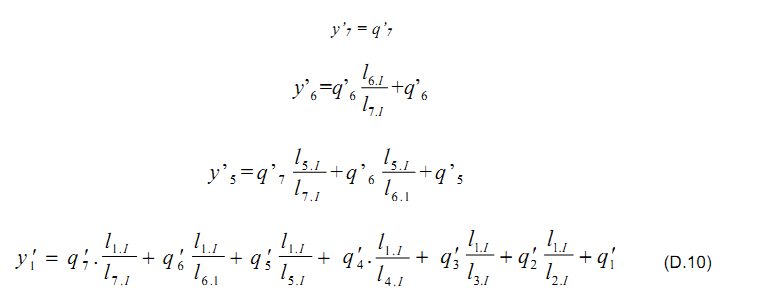 y'₇ = q'₇
y'₆=q'₆ l₆.I/l₇.I +q'₆
y'₅=q'₇ l₅.I/l₇.I +q'₆ l₅.I/l₆.1 +q'₅
y'₁ = q'₇. l₁.I/l₇.I + q'₆ l₁.I/l₆.1 + q'₅ l₁.I/l₅.I + q'₄. l₁.I/l₄.I + q'₃ l₁.I/l₃.I +q'₂ l₁.I/l₂.I +q'₁ (D.10)